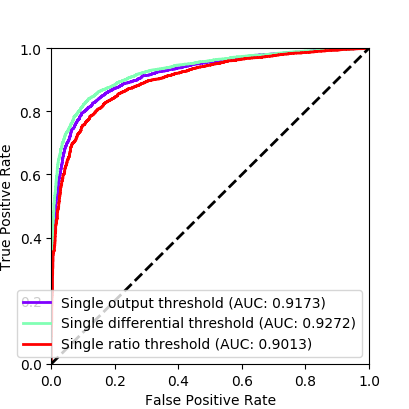 1.0
0.8
0.6
0.4
0.2
0.0
True Positive Rate
Single output threshold (AUC: 0.9173)
Single differential threshold (AUC: 0.9272)
Single ratio threshold (AUC: 0.9013)
0.0 0.2 0.4 0.6 0.8 1.0
False Positive Rate